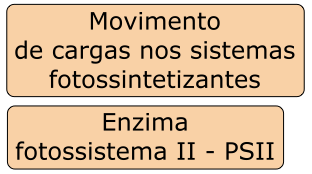 Movimento
de cargas nos sistemas
fotossintetizantes
Enzima
fotossistema II - PSII